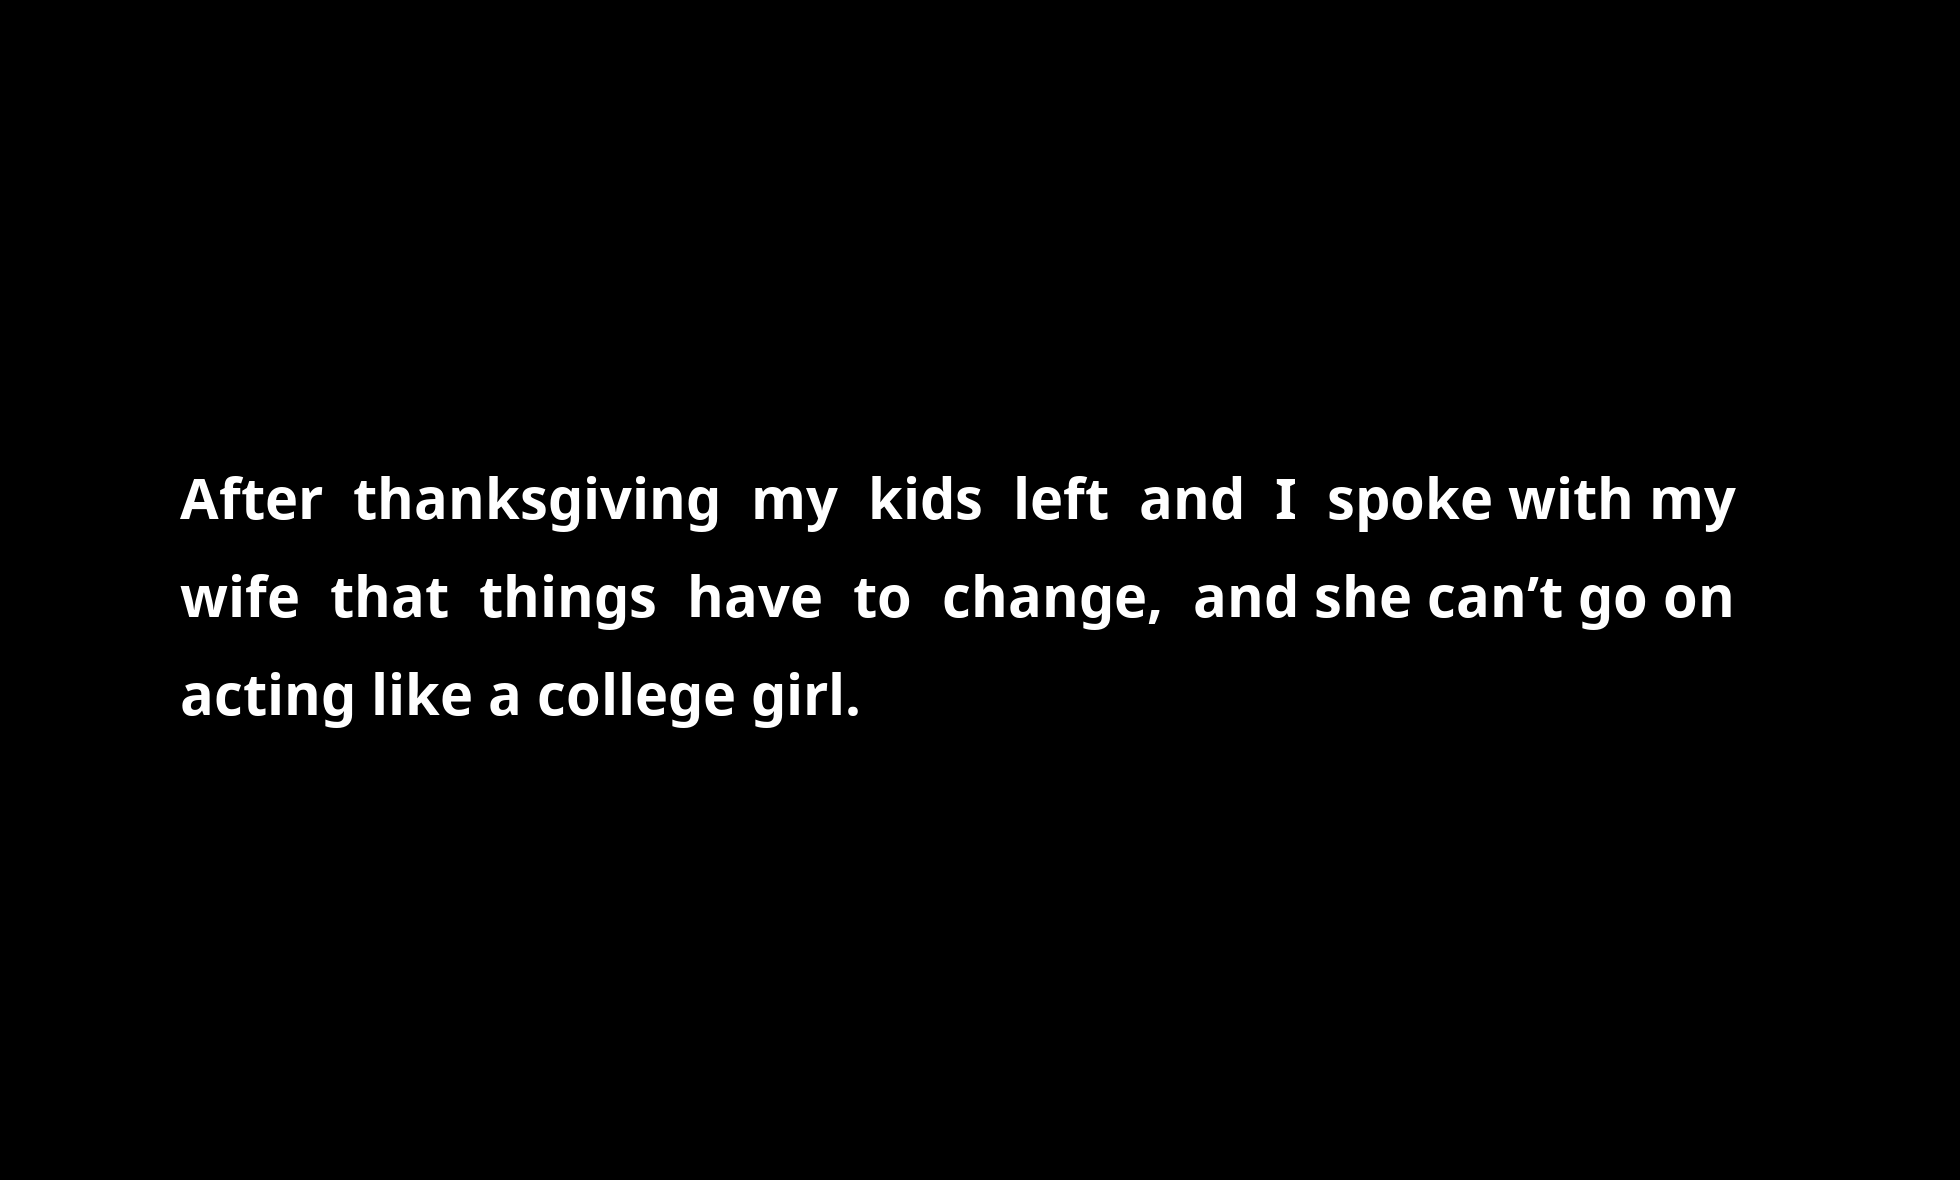 After thanksgiving my kids left and I spoke with my
wife that things have to change, and she can’t go on
acting like a college girl.